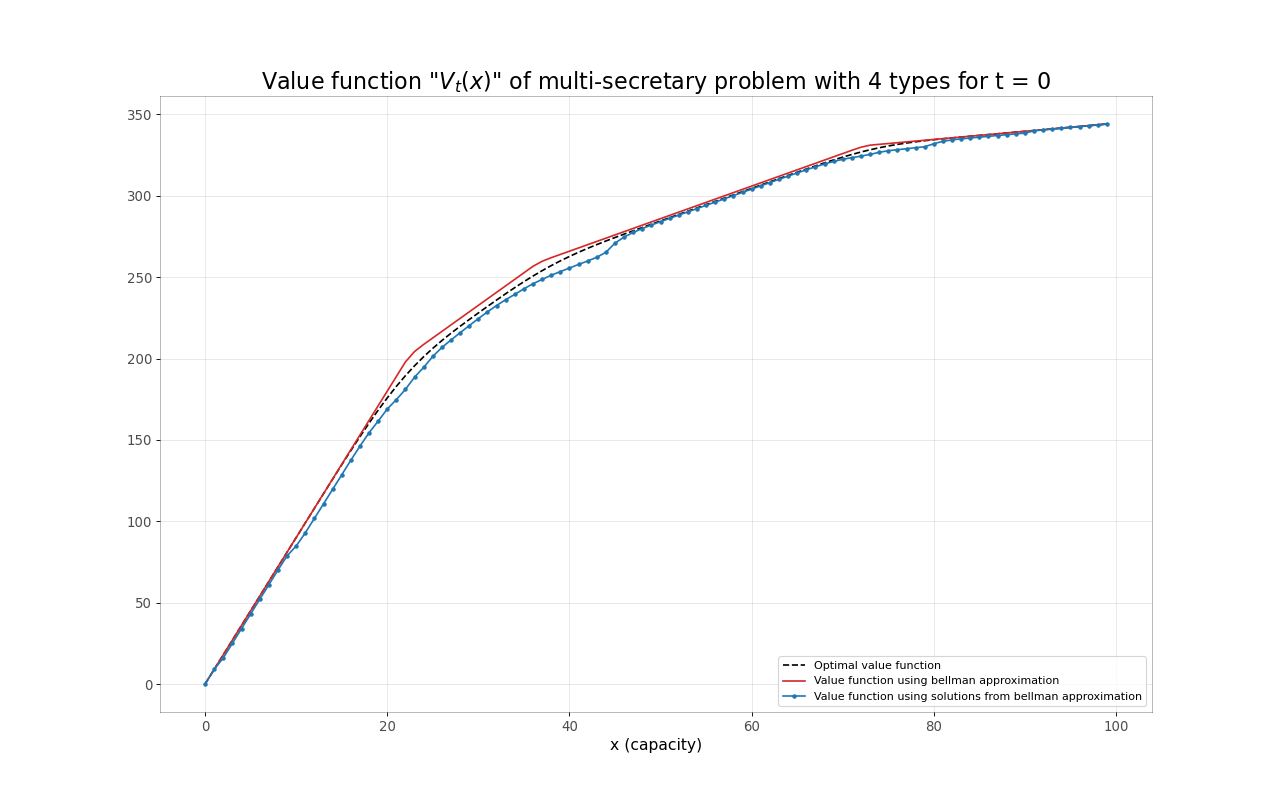 Value function "Vₜ(x)" of multi-secretary problem with 4 types for t = 0
350
300
250
200
150
100
50
0
0 20 40 60 80 100
x (capacity)
Optimal value function
Value function using bellman approximation
Value function using solutions from bellman approximation